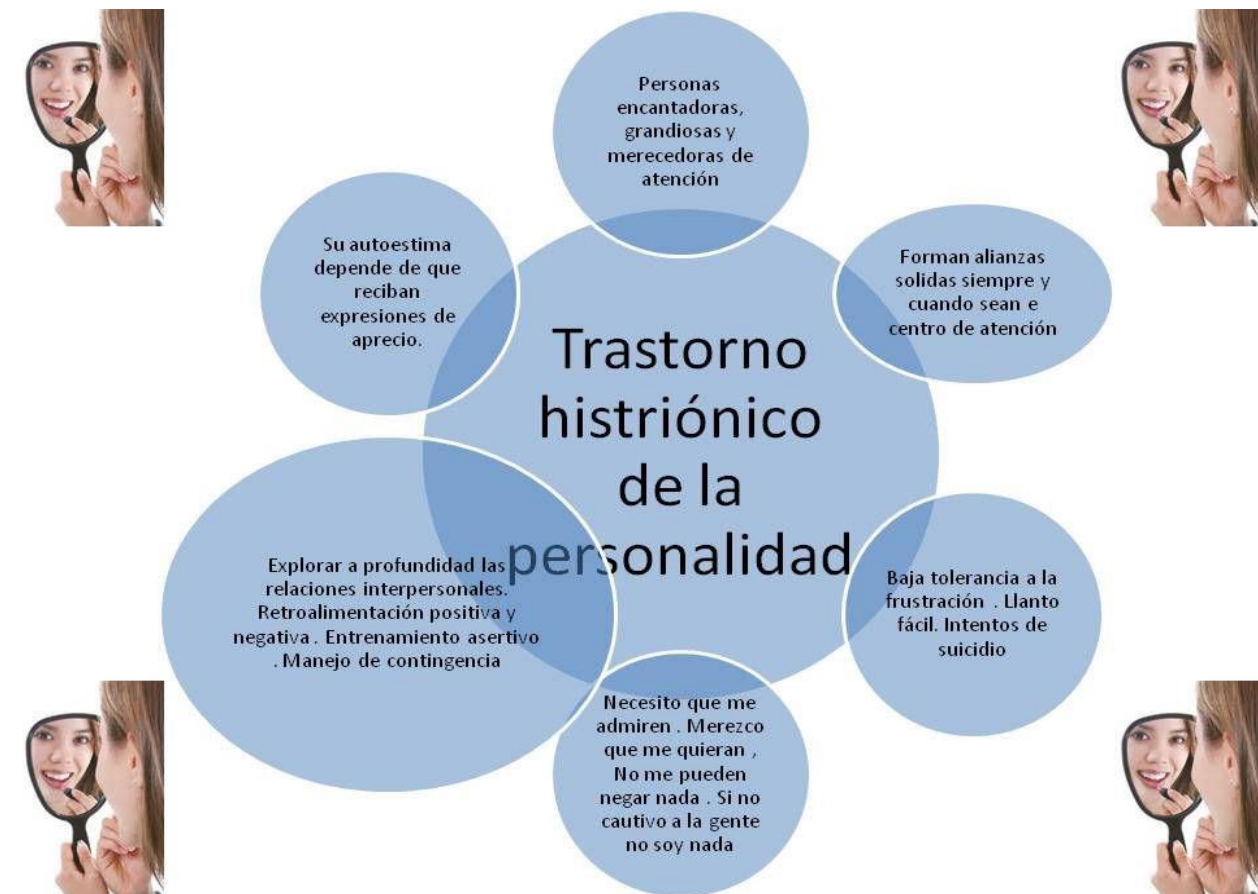 Personas
encantadoras,
grandiosas y
merecedoras de
atención
Su autoestima
depende de que
reciban
expresiones de
aprecio.
Forman alianzas
solidas siempre y
cuando sean e
centro de atención
Trastorno
histriónico
de la
personalidad
Explorar a profundidad las
relaciones interpersonales.
Retroalimentación positiva y
negativa . Entrenamiento asertivo
. Manejo de contingencia
Baja tolerancia a la
frustración . Llanto
fácil. Intentos de
suicidio
Necesito que me
admiren . Merezco
que me quieran ,
No me pueden
negar nada . Si no
cautivo a la gente
no soy nada